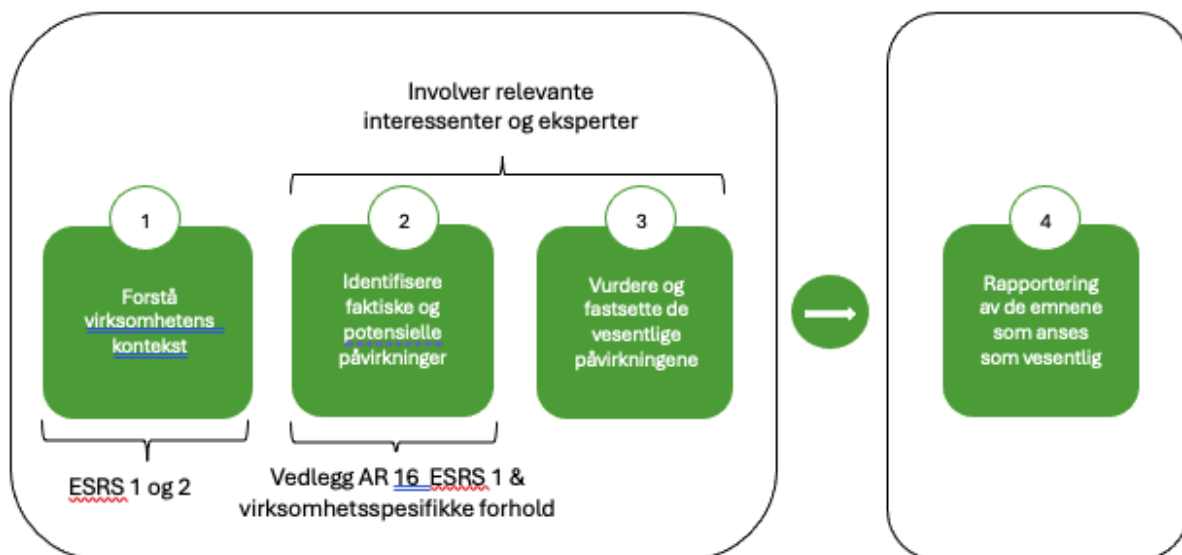 Involver relevante
interessenter og eksperter
1
Forstå
virksomhetens
kontekst
2
Identifisere
faktiske og
potensielle
påvirkninger
3
Vurdere og
fastsette de
vesentlige
påvirkningene
4
Rapportering
av de emnene
som anses
som vesentlig
ESRS 1 og 2
Vedlegg AR 16 ESRS 1 &
virksomhetsspesifikke forhold